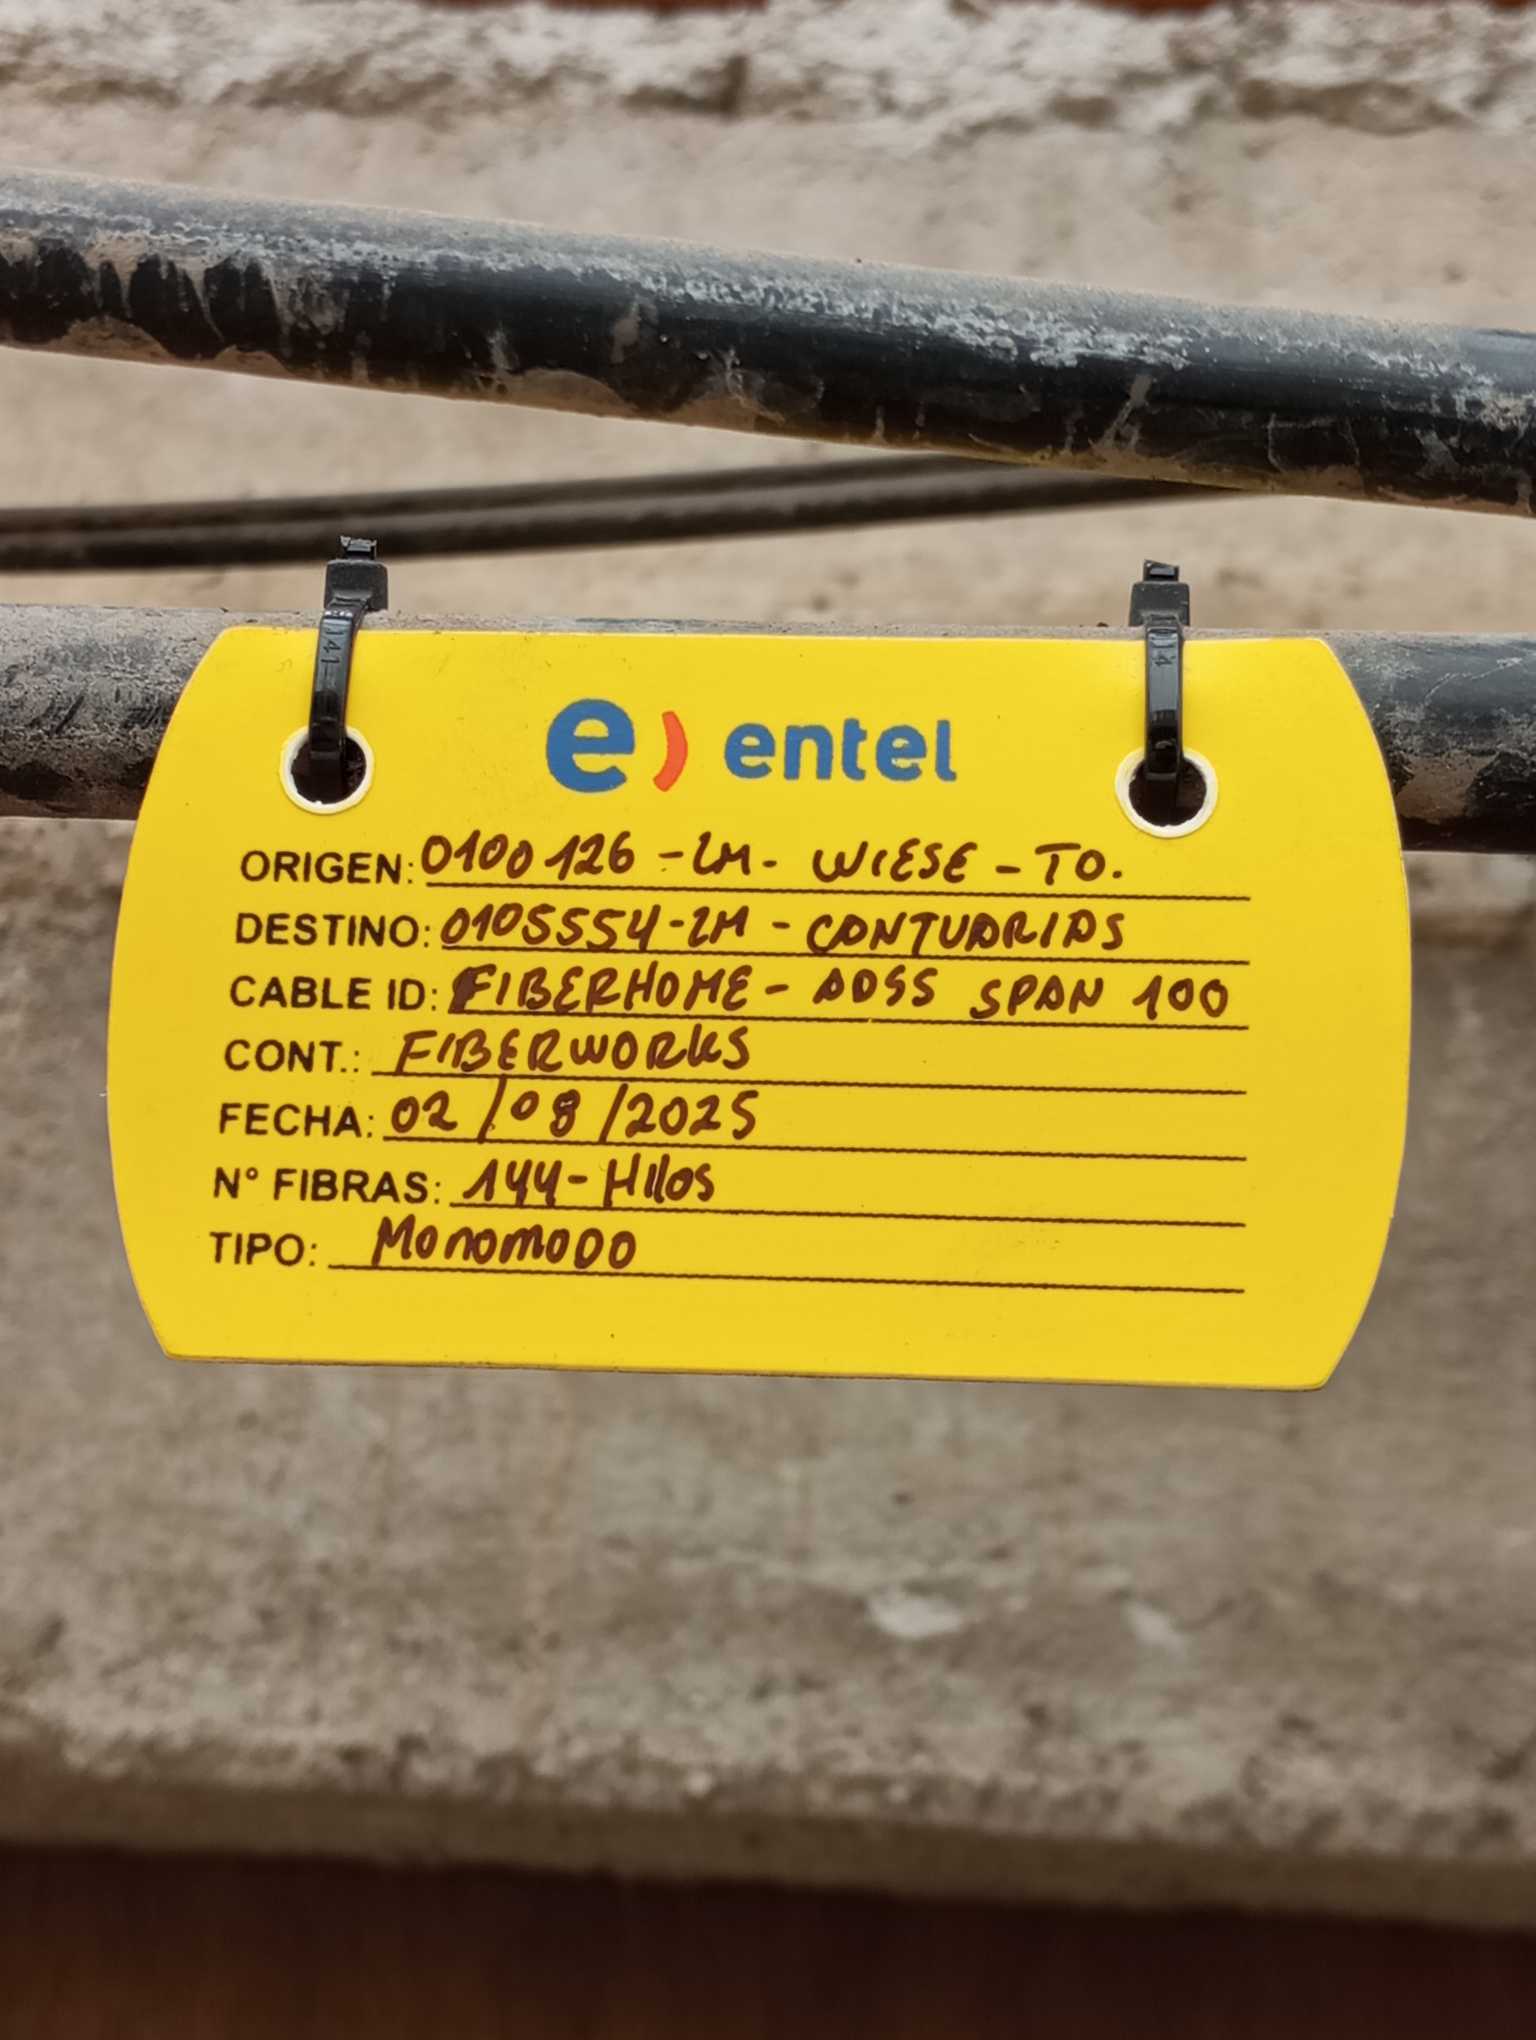 e) entel
ORIGEN: 0100126-LM- WIESE-TO.
DESTINO: 0105554-LM-CANTUARIAS
CABLE ID: FIBERHOME- ADSS SPAN 100
CONT.: FIBERWORKS
FECHA: 02/08/2025
N° FIBRAS: 144-Hilos
TIPO: MONOMODO